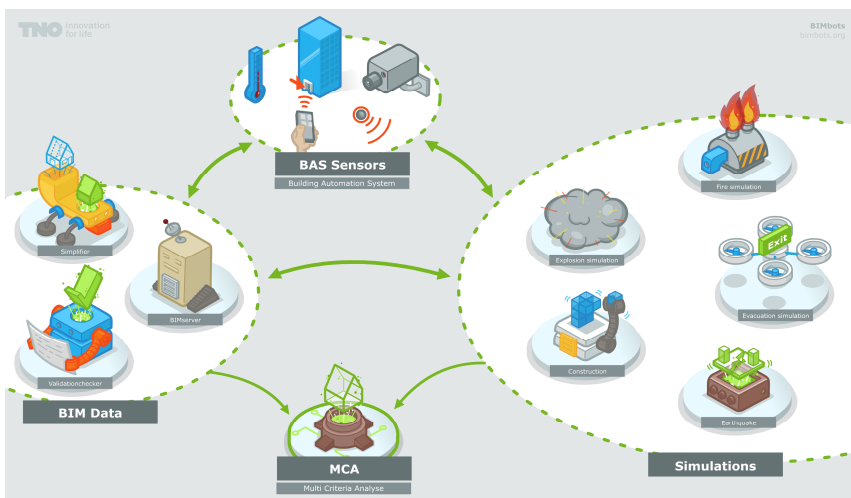 TNO innovation
for life
BIMbots
bimbots.org
BAS Sensors
Building Automation System
Fire simulation
Explosion simulation
Exit
Evacuation simulation
Simplifier
BIMserver
Validationchecker
Construction
Earthquake
BIM Data
MCA
Multi Criteria Analyse
Simulations